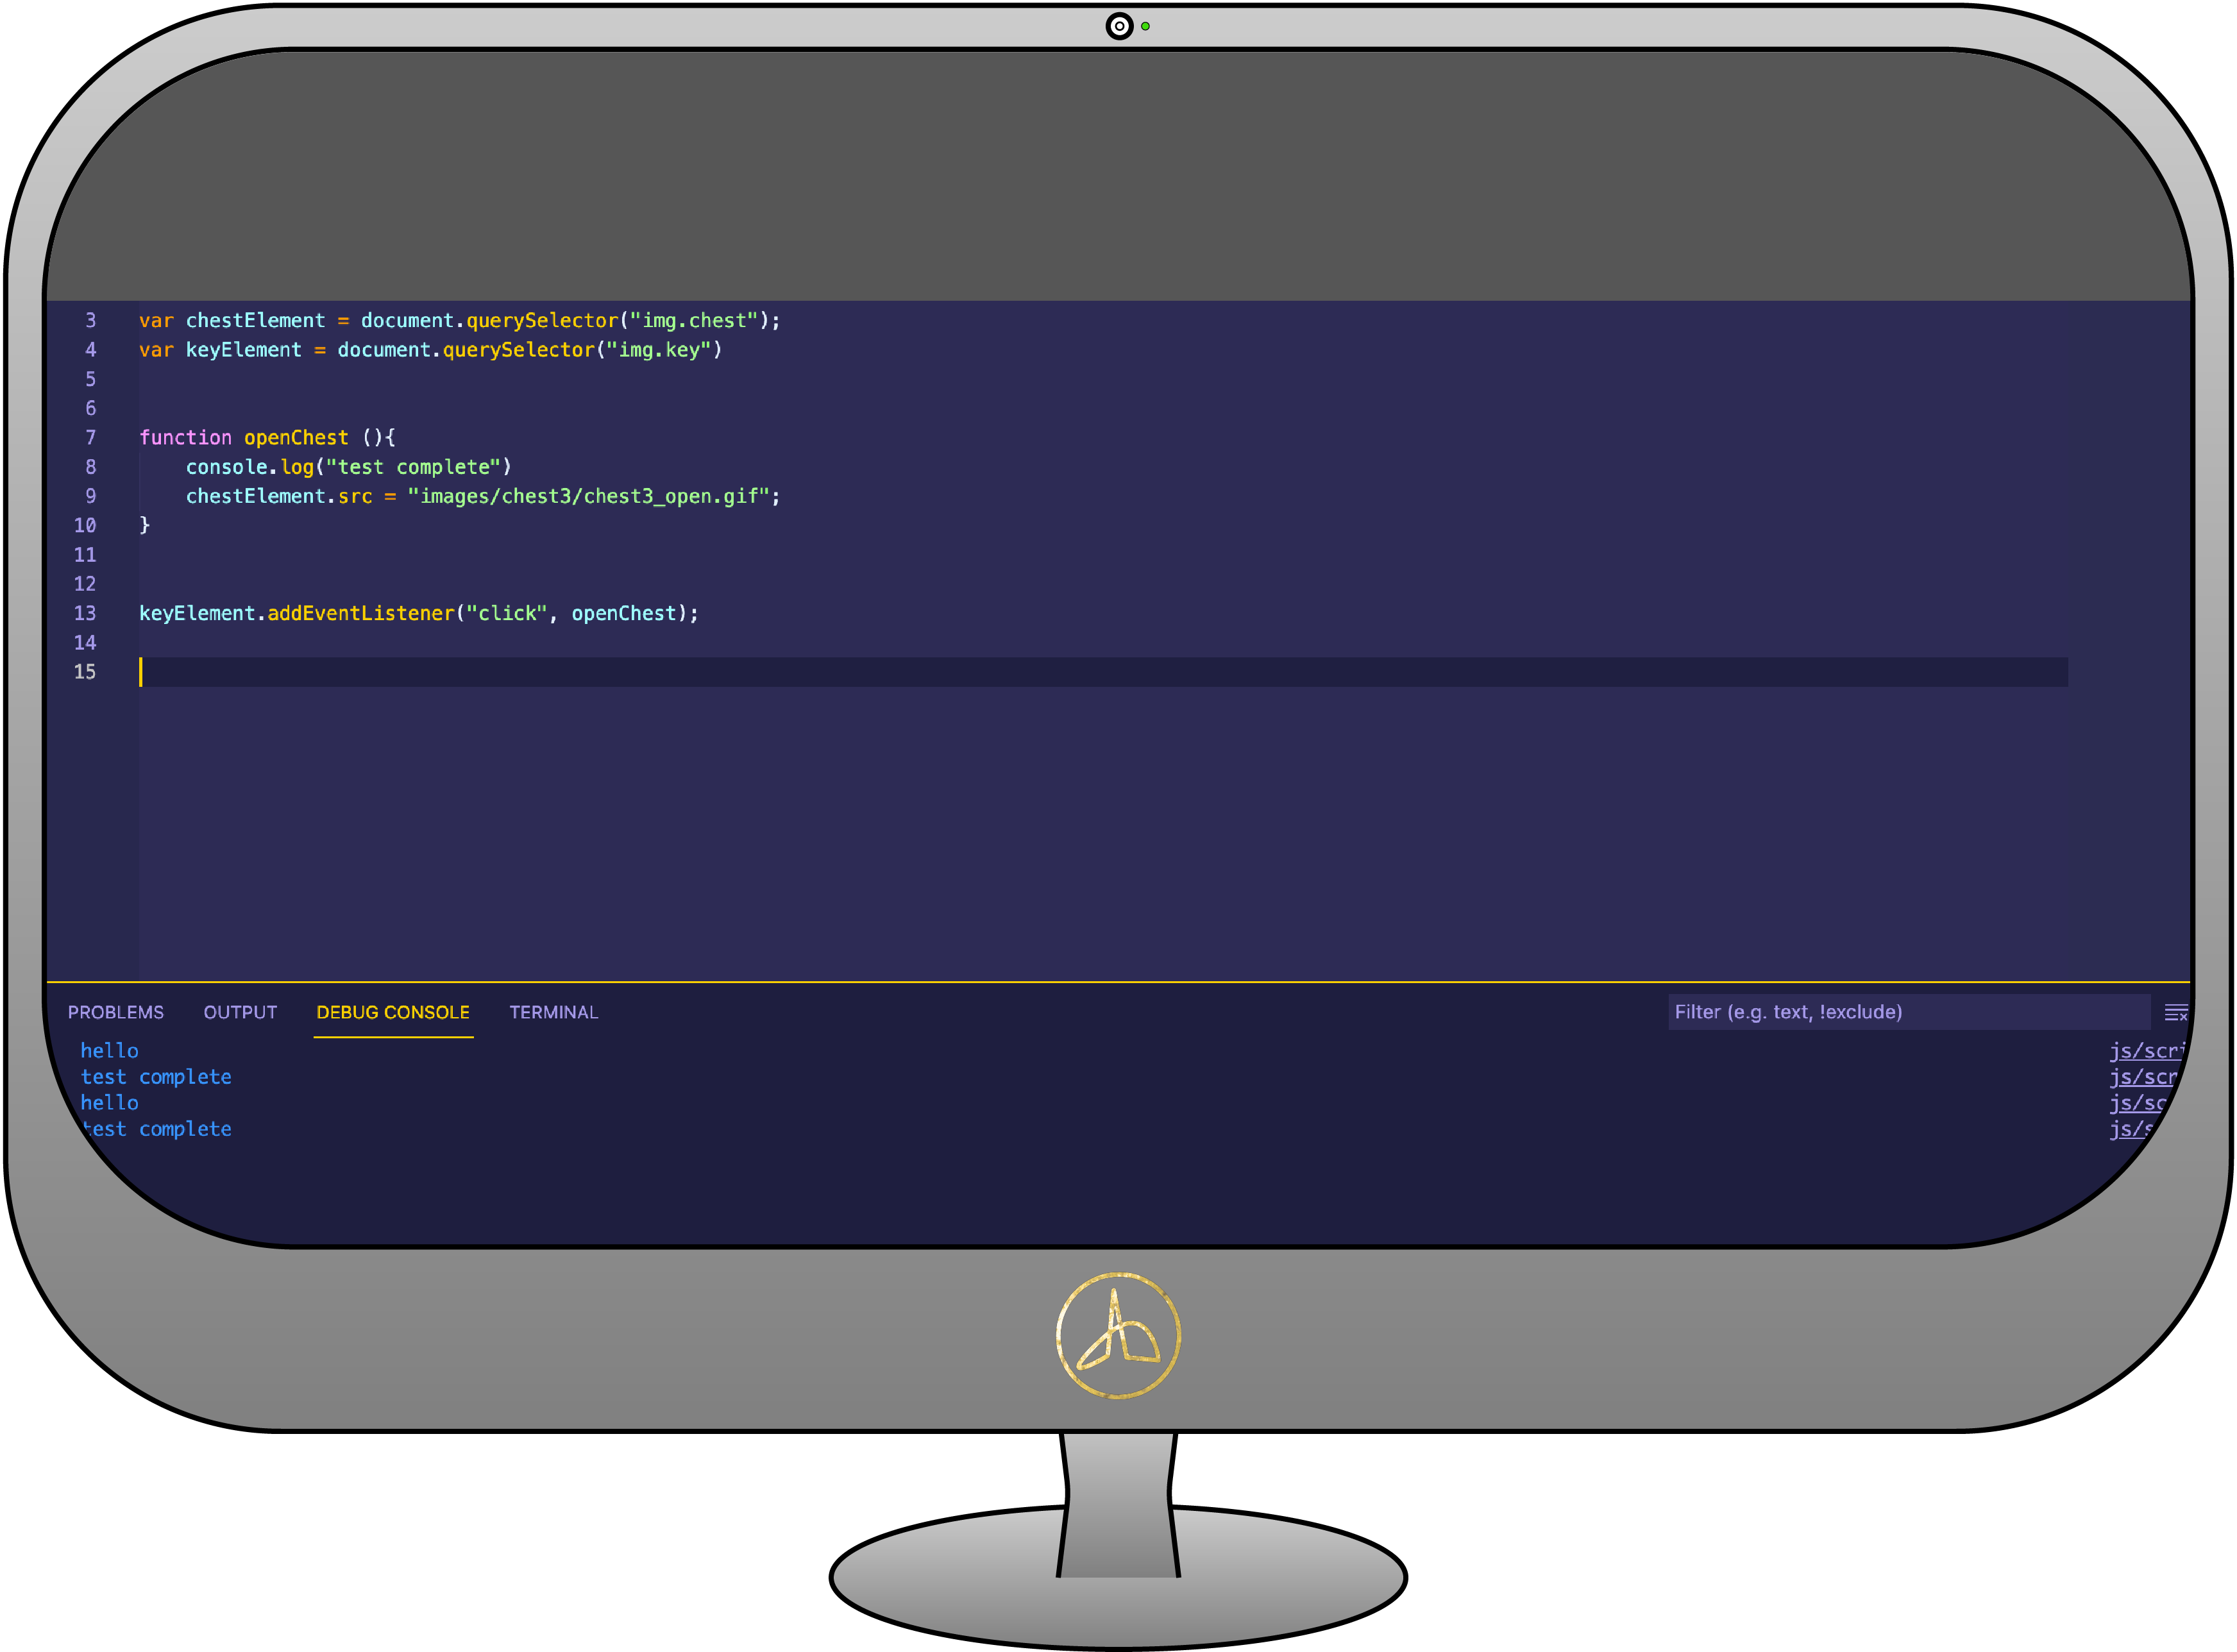 3 var chestElement = document.querySelector("img.chest");
4 var keyElement = document.querySelector("img.key")
5
6
7 function openChest (){
8     console.log("test complete")
9     chestElement.src = "images/chest3/chest3_open.gif";
10 }
11
12
13 keyElement.addEventListener("click", openChest);
14
15
PROBLEMS OUTPUT DEBUG CONSOLE TERMINAL Filter (e.g. text, !exclude)
hello js/scri
test complete js/scr
hello js/sc
test complete js/s